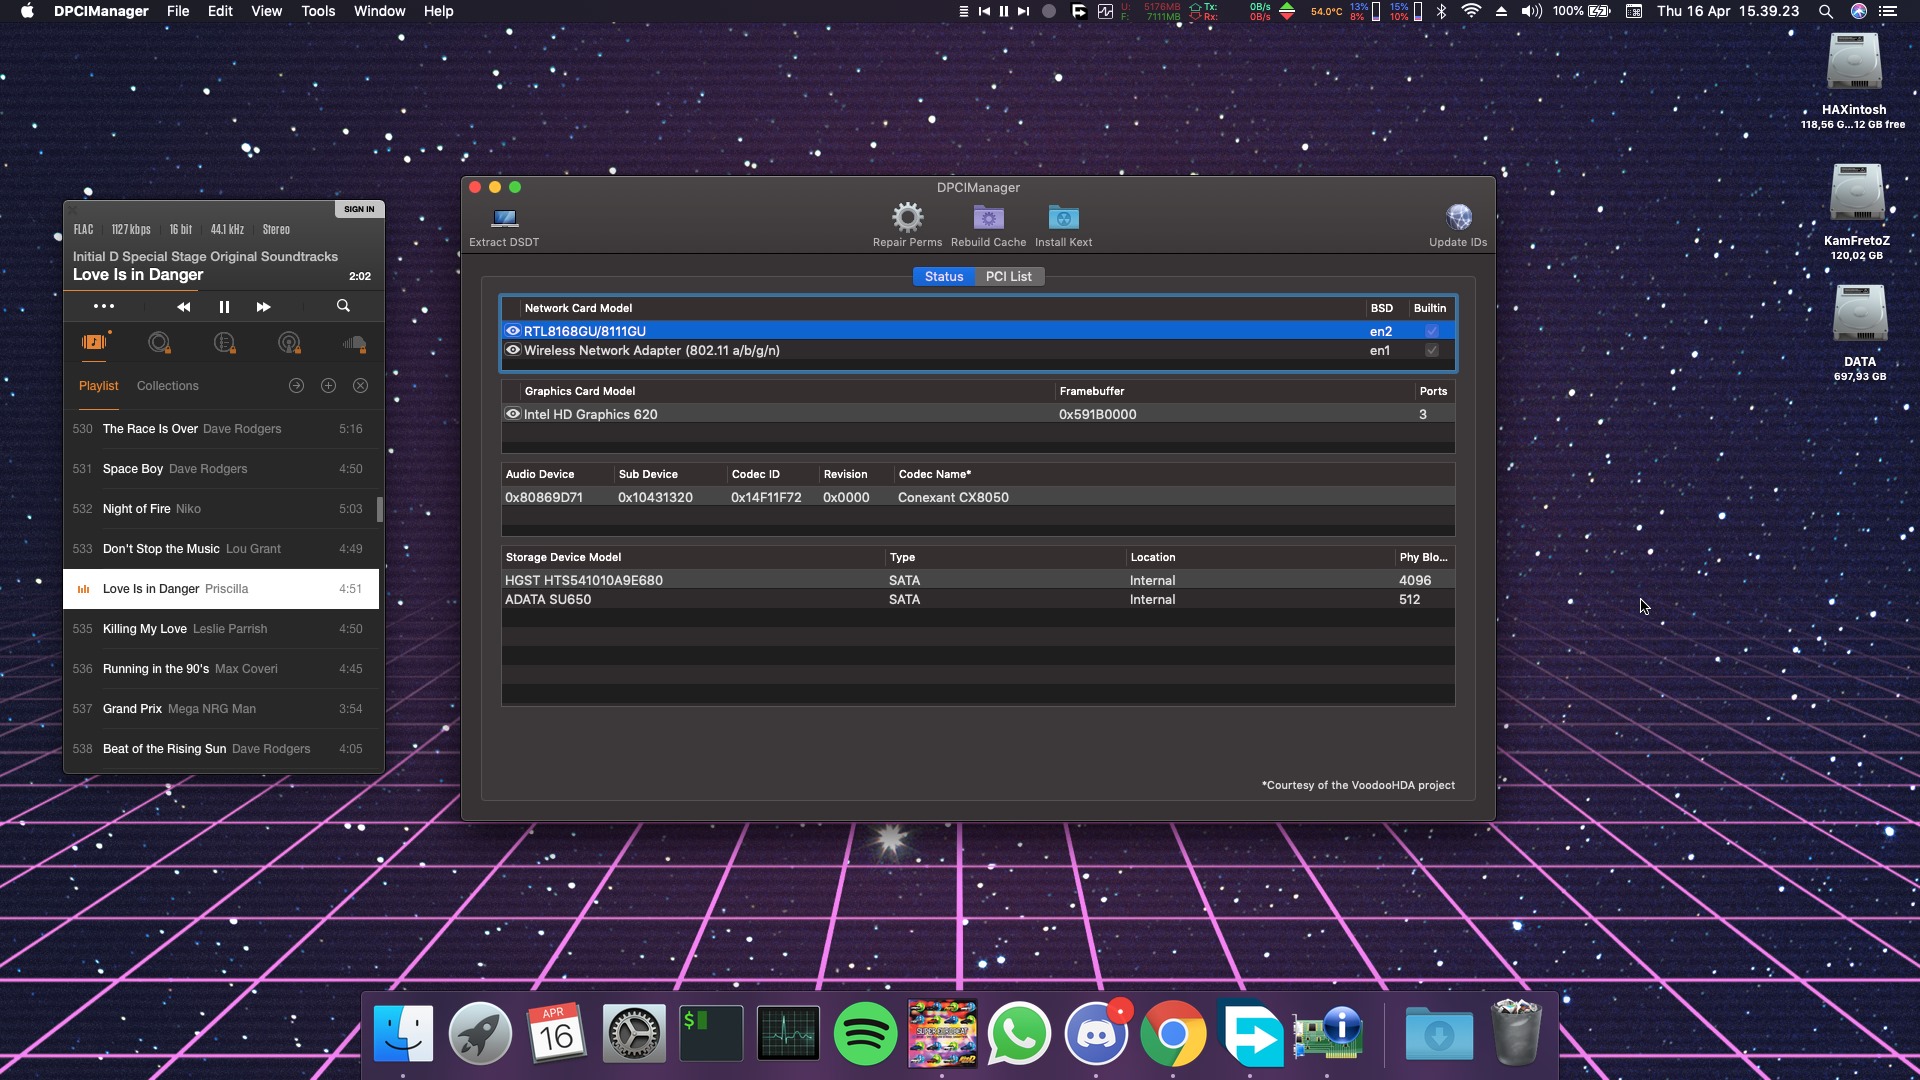 DPCIManager File Edit View Tools Window Help
U: 5176MB
F: 7111MB
Tx: 0B/s
Rx: 0B/s
54.0°C
13%
8%
15%
10%
100%
Thu 16 Apr 15.39.23
HAXintosh
118,56 G...12 GB free
KamFretoZ
120,02 GB
DATA
697,93 GB
SIGN IN
FLAC 1127 kbps 16 bit 44.1 kHz Stereo
Initial D Special Stage Original Soundtracks
Love Is in Danger 2:02
Playlist Collections
530 The Race Is Over Dave Rodgers 5:16
531 Space Boy Dave Rodgers 4:50
532 Night of Fire Niko 5:03
533 Don't Stop the Music Lou Grant 4:49
Love Is in Danger Priscilla 4:51
535 Killing My Love Leslie Parrish 4:50
536 Running in the 90's Max Coveri 4:45
537 Grand Prix Mega NRG Man 3:54
538 Beat of the Rising Sun Dave Rodgers 4:05
DPCIManager
Extract DSDT Repair Perms Rebuild Cache Install Kext Update IDs
Status PCI List
Network Card Model BSD Builtin
RTL8168GU/8111GU en2
Wireless Network Adapter (802.11 a/b/g/n) en1
Graphics Card Model Framebuffer Ports
Intel HD Graphics 620 0x591B0000 3
Audio Device Sub Device Codec ID Revision Codec Name*
0x80869D71 0x10431320 0x14F11F72 0x0000 Conexant CX8050
Storage Device Model Type Location Phy Blo...
HGST HTS541010A9E680 SATA Internal 4096
ADATA SU650 SATA Internal 512
*Courtesy of the VoodooHDA project
APR
16
$
SUPER EUROBEAT